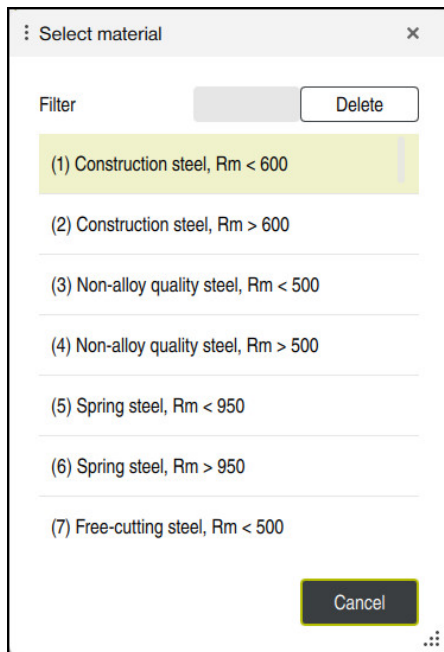 Select material
Filter Delete
(1) Construction steel, Rm < 600
(2) Construction steel, Rm > 600
(3) Non-alloy quality steel, Rm < 500
(4) Non-alloy quality steel, Rm > 500
(5) Spring steel, Rm < 950
(6) Spring steel, Rm > 950
(7) Free-cutting steel, Rm < 500
Cancel